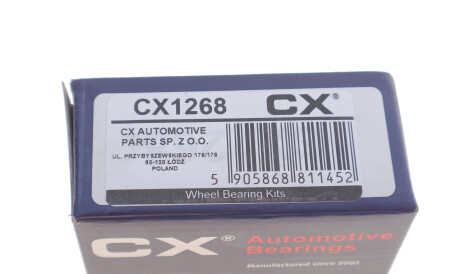 CX1268 CX®
CX AUTOMOTIVE
PARTS SP. Z O.O.
UL. PRZYBYSZEWSKIEGO 176/178
93-120 ŁÓDŹ
POLAND
5 905868 811452
Wheel Bearing Kits
CX® Automotive
Bearings
Manufactured since 2002